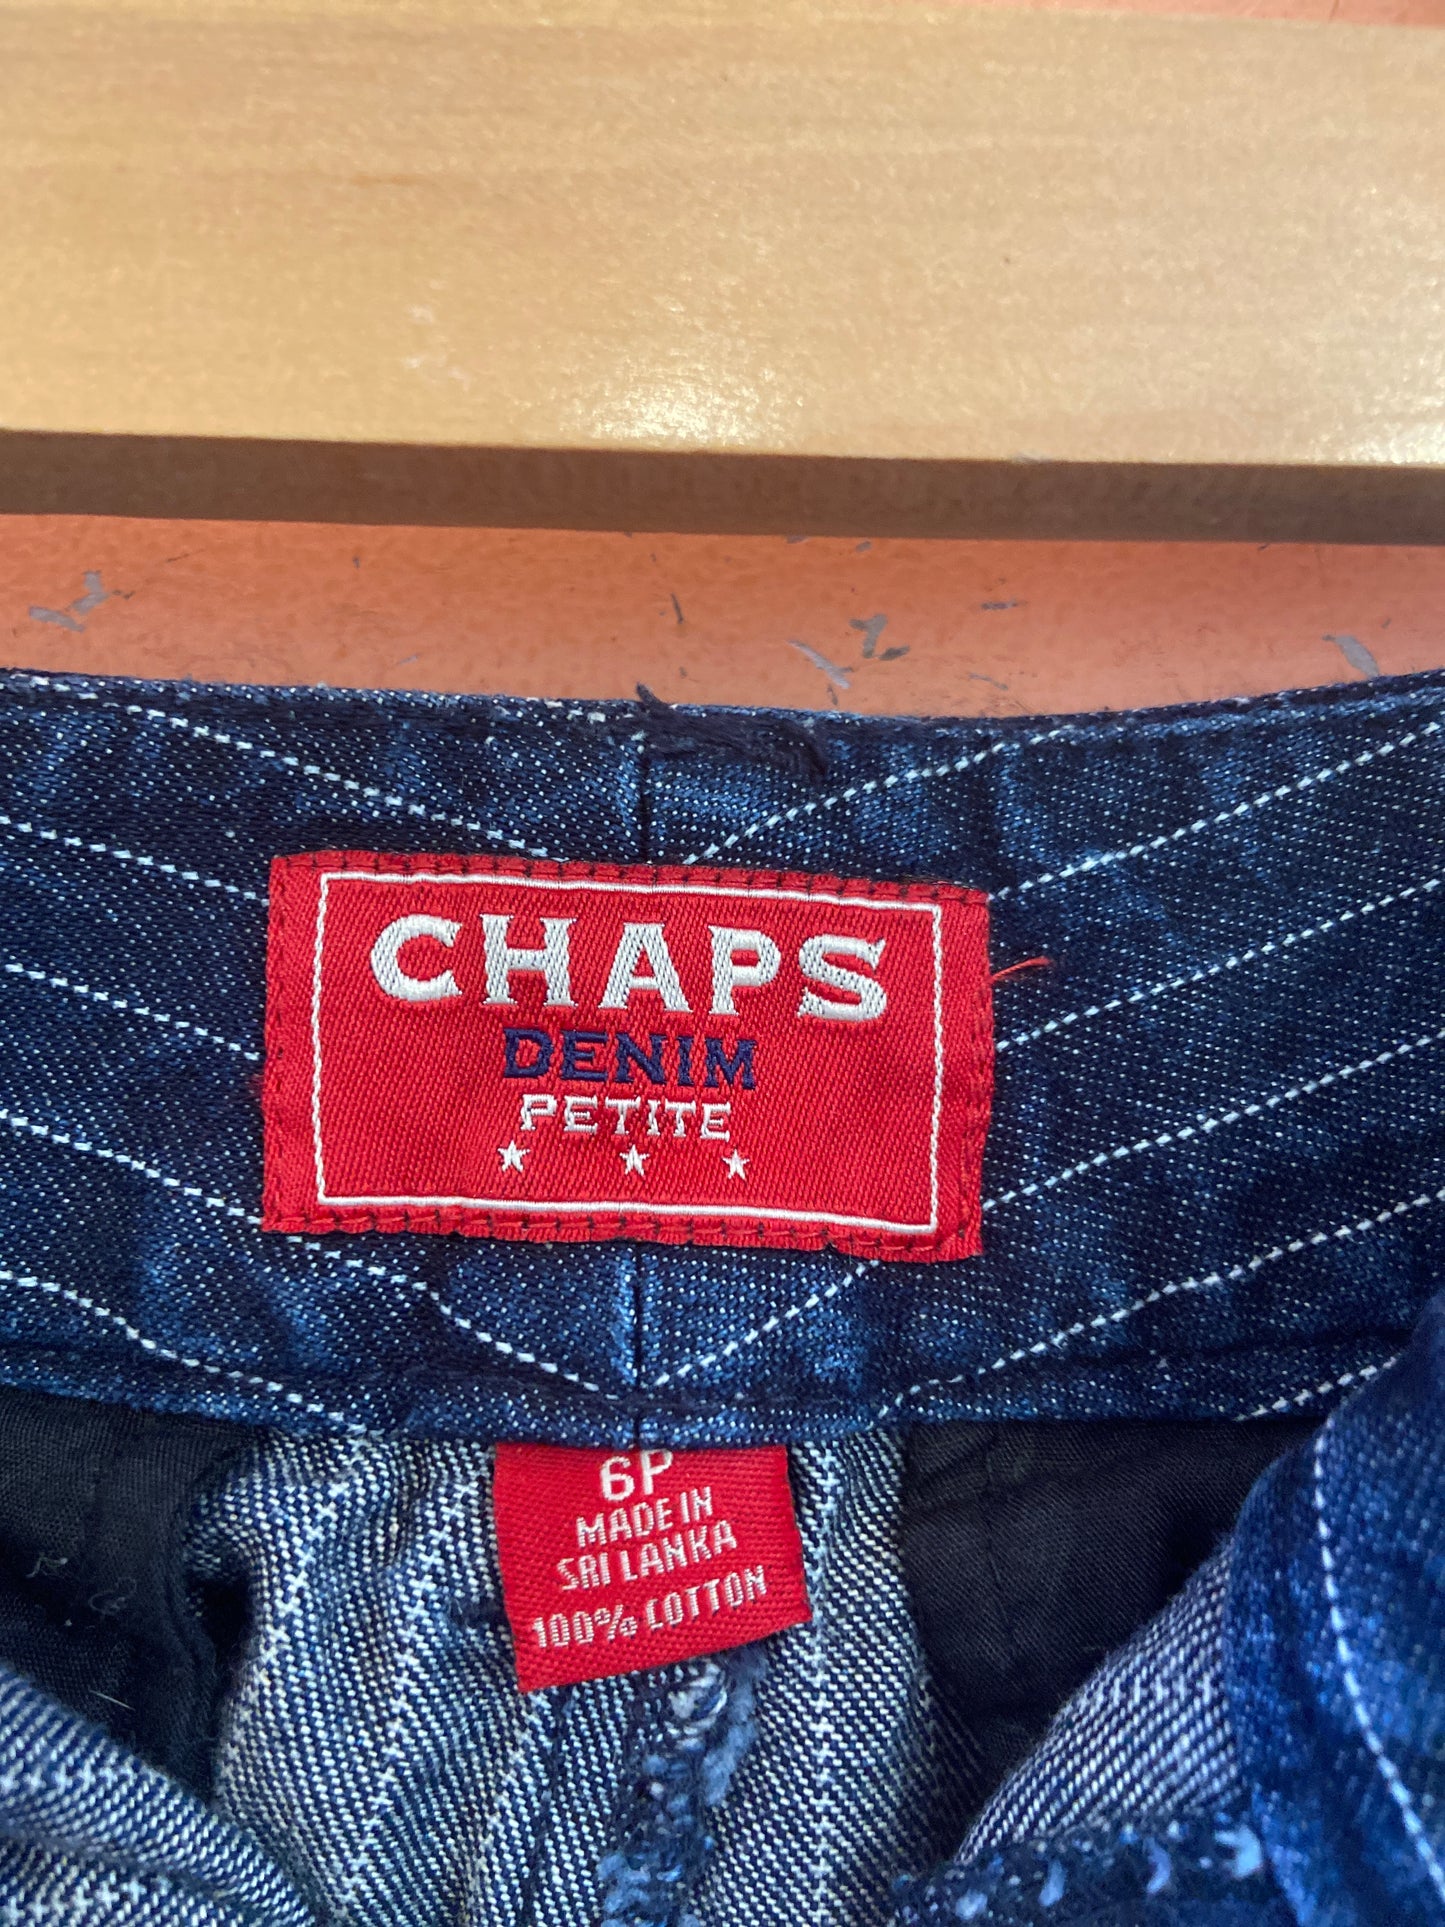 CHAPS
DENIM
PETITE
6P
MADE IN
SRI LANKA
100% COTTON